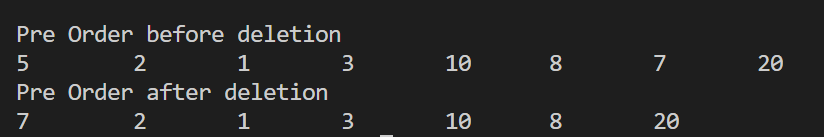 Pre Order before deletion
5 2 1 3 10 8 7 20
Pre Order after deletion
7 2 1 3 10 8 20